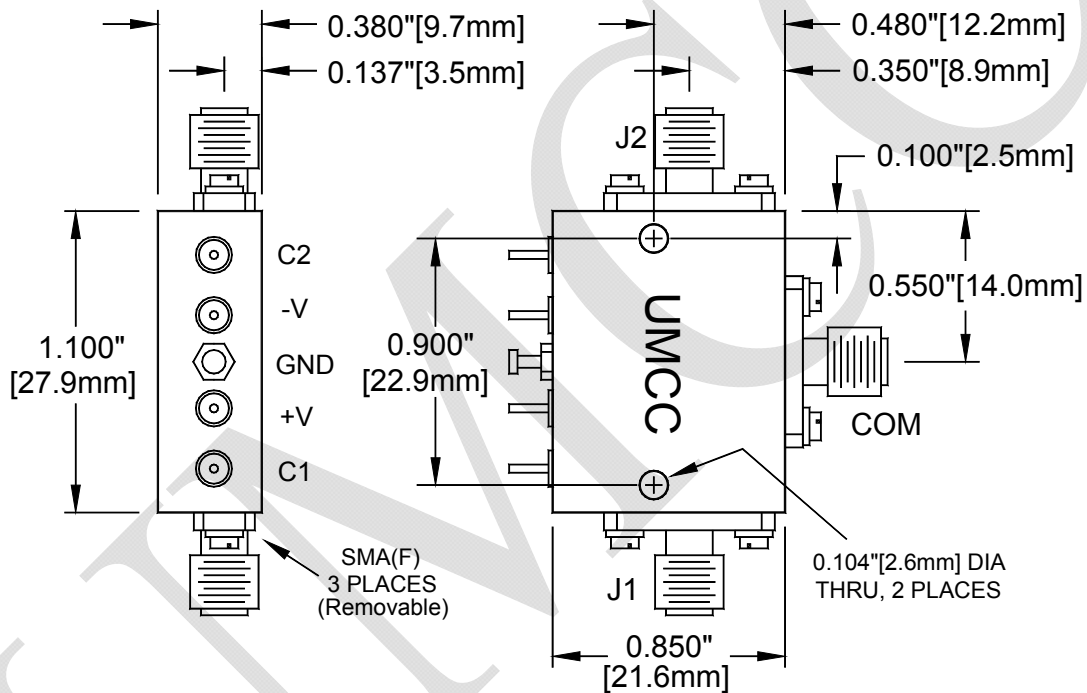 0.380"[9.7mm]
0.137"[3.5mm]
0.480"[12.2mm]
0.350"[8.9mm]
J2
0.100"[2.5mm]
C2
-V
GND
+V
C1
1.100"
[27.9mm]
0.900"
[22.9mm]
UMCC
0.550"[14.0mm]
COM
SMA(F)
3 PLACES
(Removable)
J1
0.104"[2.6mm] DIA
THRU, 2 PLACES
0.850"
[21.6mm]
UMCC